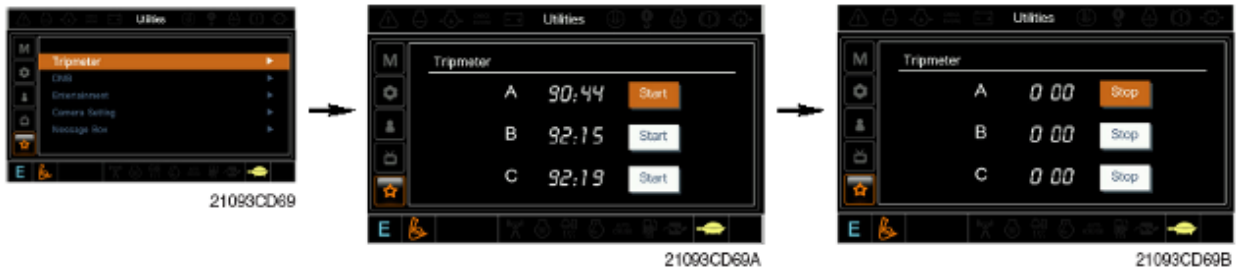 Utilities
M
Tripmeter
DMB
Entertainment
Camera Setting
Message Box
E
21093CD69
Utilities
M
Tripmeter
A 90:44 Start
B 92:15 Start
C 92:19 Start
E
21093CD69A
Utilities
M
Tripmeter
A 0 00 Stop
B 0 00 Stop
C 0 00 Stop
E
21093CD69B